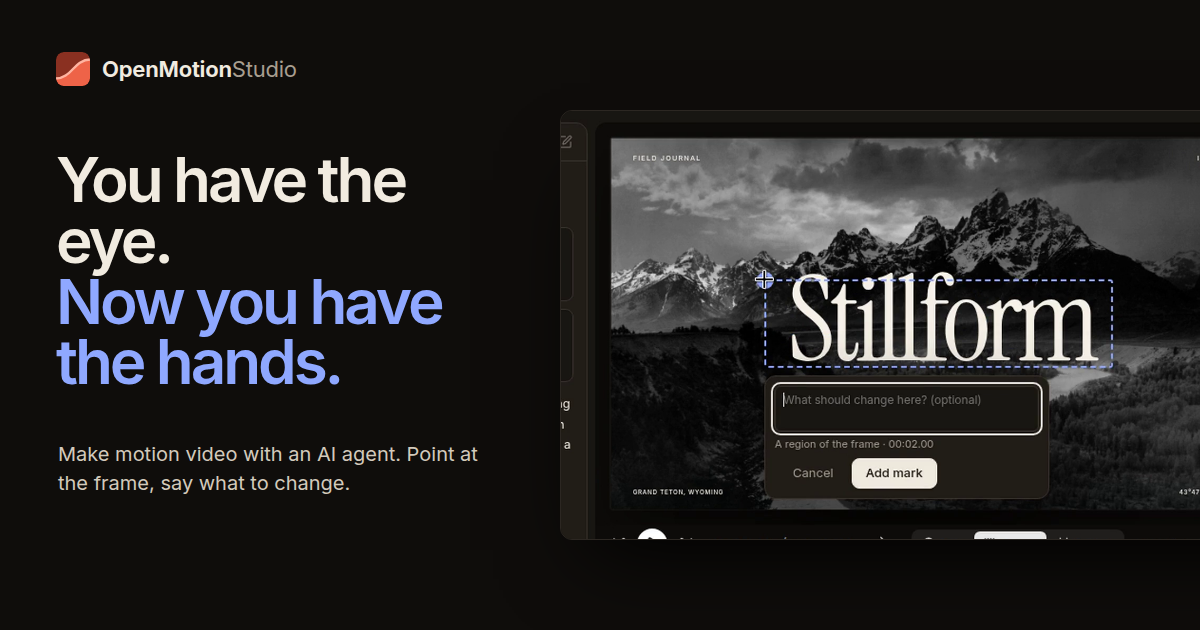 OpenMotionStudio
You have the
eye.
Now you have
the hands.
Make motion video with an AI agent. Point at
the frame, say what to change.
FIELD JOURNAL
Stillform
What should change here? (optional)
A region of the frame · 00:02.00
Cancel
Add mark
GRAND TETON, WYOMING
43°47
a